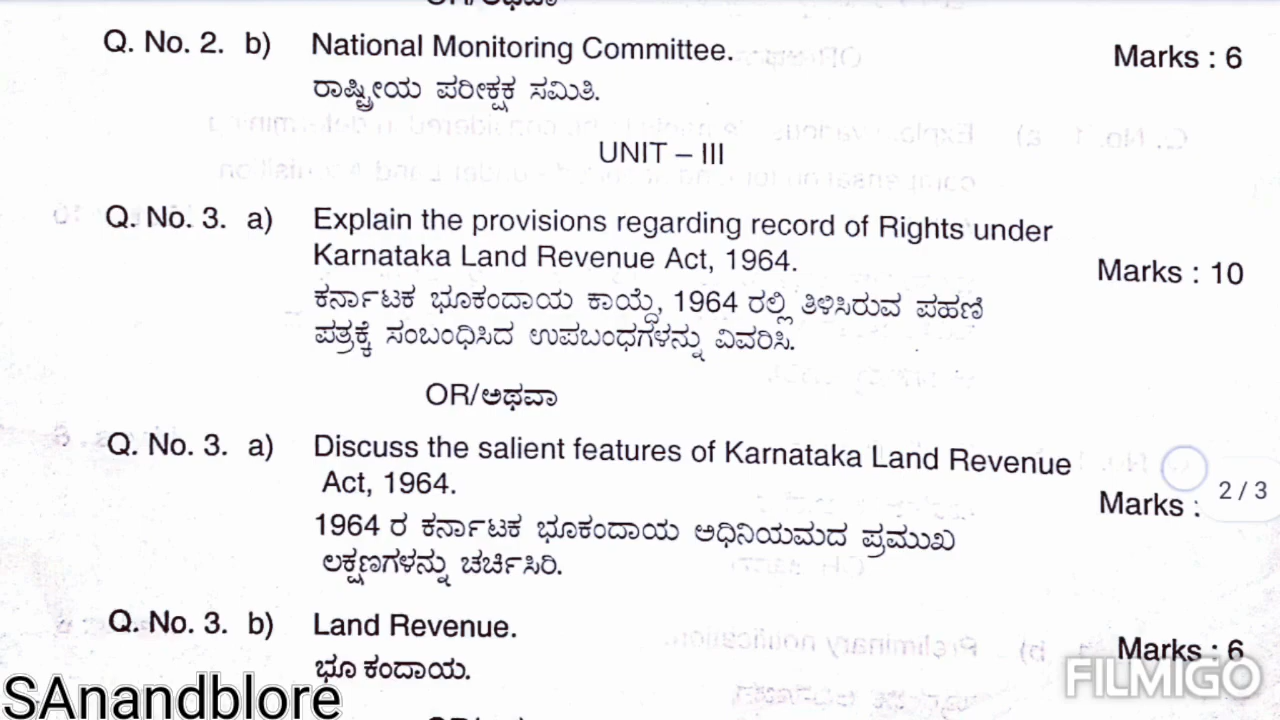 OR/ಅಥವಾ
Q. No. 2. b) National Monitoring Committee. Marks : 6
ರಾಷ್ಟ್ರೀಯ ಪರೀಕ್ಷಕ ಸಮಿತಿ.
UNIT – III
Q. No. 3. a) Explain the provisions regarding record of Rights under
Karnataka Land Revenue Act, 1964. Marks : 10
ಕರ್ನಾಟಕ ಭೂಕಂದಾಯ ಕಾಯ್ದೆ, 1964 ರಲ್ಲಿ ತಿಳಿಸಿರುವ ಪಹಣಿ
ಪತ್ರಕ್ಕೆ ಸಂಬಂಧಿಸಿದ ಉಪಬಂಧಗಳನ್ನು ವಿವರಿಸಿ.
OR/ಅಥವಾ
Q. No. 3. a) Discuss the salient features of Karnataka Land Revenue
Act, 1964. Marks :
2 / 3
1964 ರ ಕರ್ನಾಟಕ ಭೂಕಂದಾಯ ಅಧಿನಿಯಮದ ಪ್ರಮುಖ
ಲಕ್ಷಣಗಳನ್ನು ಚರ್ಚಿಸಿರಿ.
Q. No. 3. b) Land Revenue. Marks : 6
ಭೂ ಕಂದಾಯ.
SAnandblore
FILMIGO